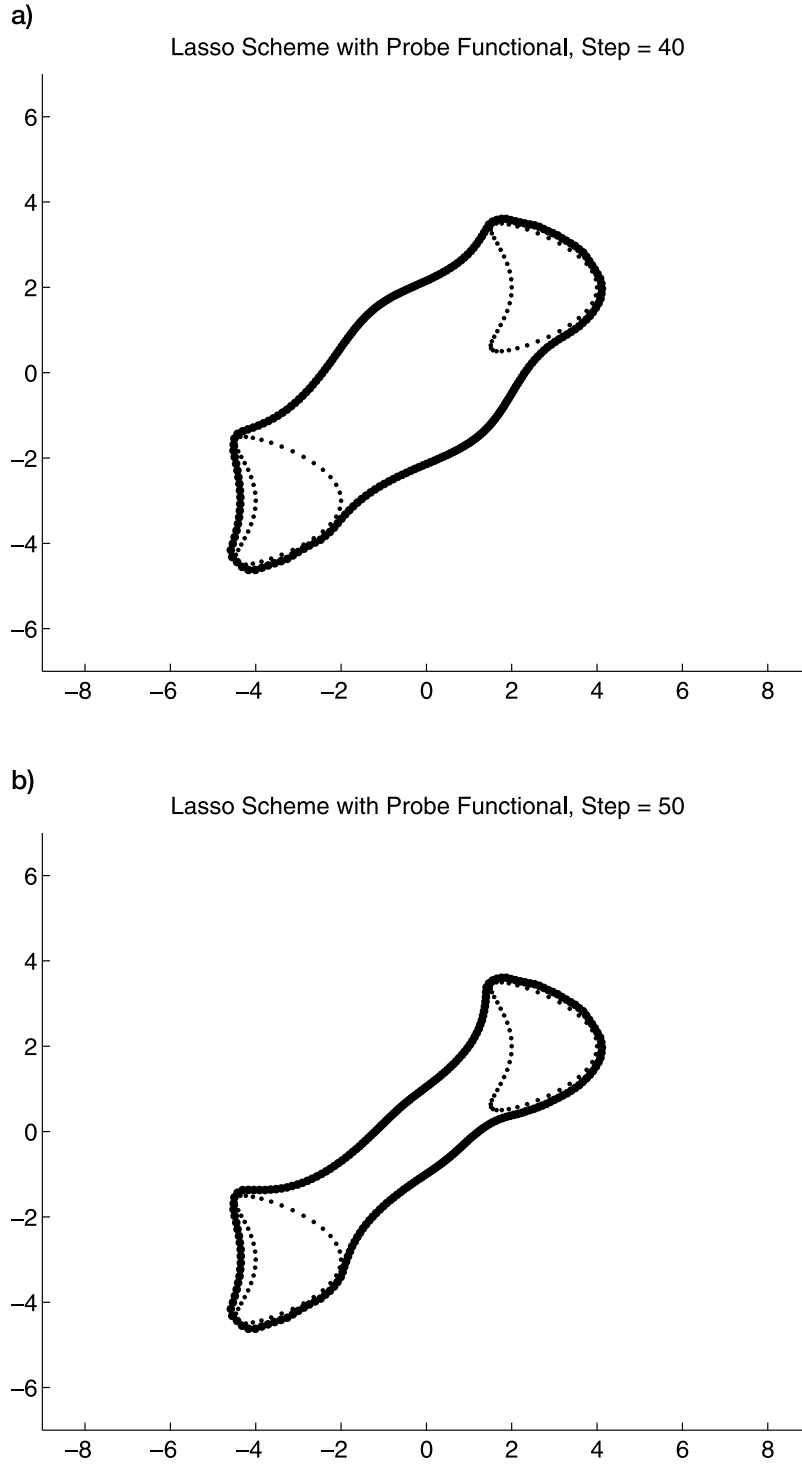 a)
Lasso Scheme with Probe Functional, Step = 40
6
4
2
0
−2
−4
−6
−8 −6 −4 −2 0 2 4 6 8
b)
Lasso Scheme with Probe Functional, Step = 50
6
4
2
0
−2
−4
−6
−8 −6 −4 −2 0 2 4 6 8